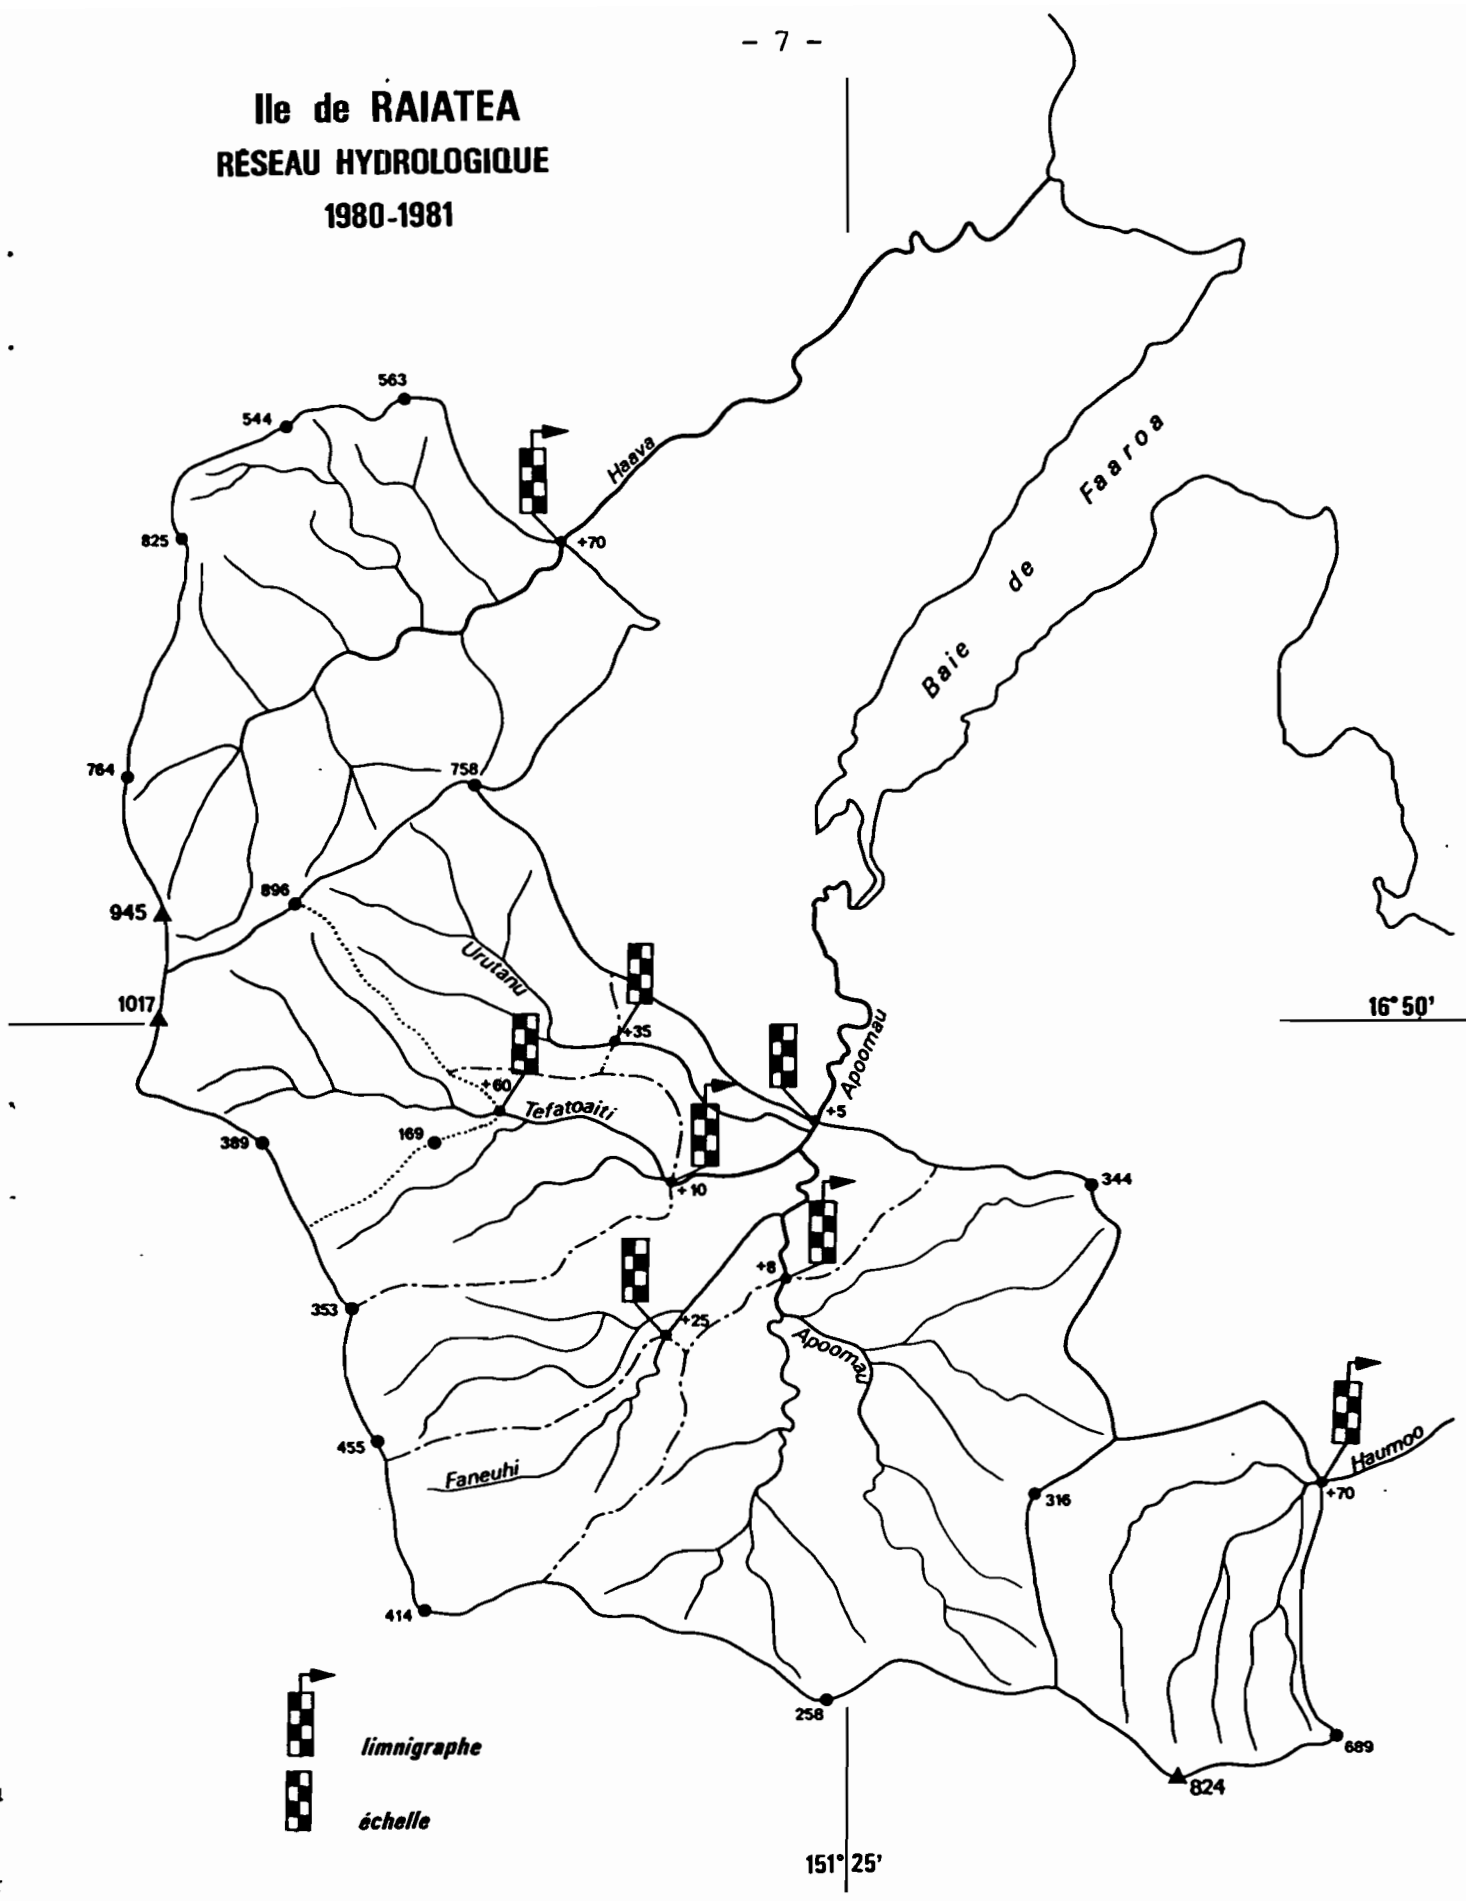 - 7 -
Ile de RAIATEA
RÉSEAU HYDROLOGIQUE
1980-1981
563
544
Haava
825
+70
Baie de Faaroa
764
758
896
945
Urutanu
1017
16° 50'
+35
Apoomau
+60
Tefatoaiti
+5
389
169
344
+10
+8
353
+25
Apoomau
455
Faneuhi
Haumoo
+70
316
414
258
689
824
limnigraphe
échelle
151° 25'